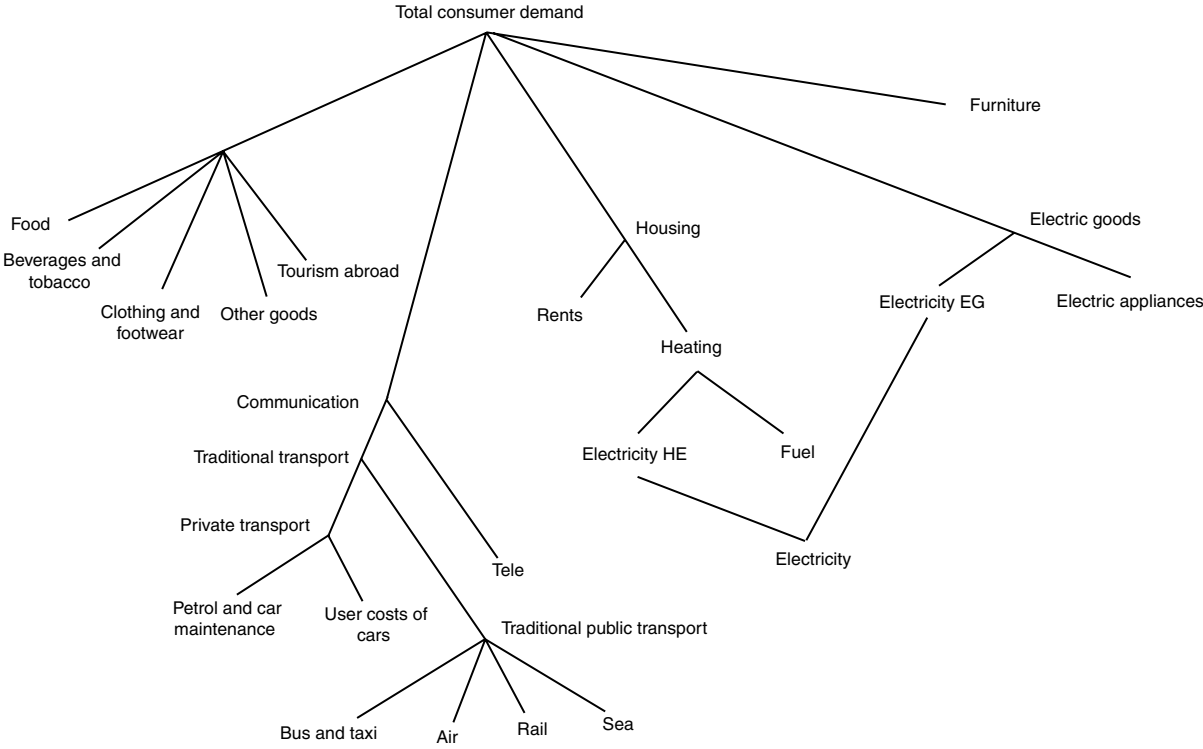 Total consumer demand
Furniture
Food
Beverages and
tobacco
Clothing and
footwear
Other goods
Tourism abroad
Housing
Electric goods
Rents
Electricity EG
Electric appliances
Heating
Communication
Electricity HE
Fuel
Traditional transport
Private transport
Electricity
Tele
Petrol and car
maintenance
User costs of
cars
Traditional public transport
Bus and taxi
Air
Rail
Sea